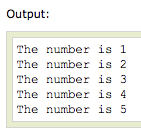 Output:
The number is 1
The number is 2
The number is 3
The number is 4
The number is 5